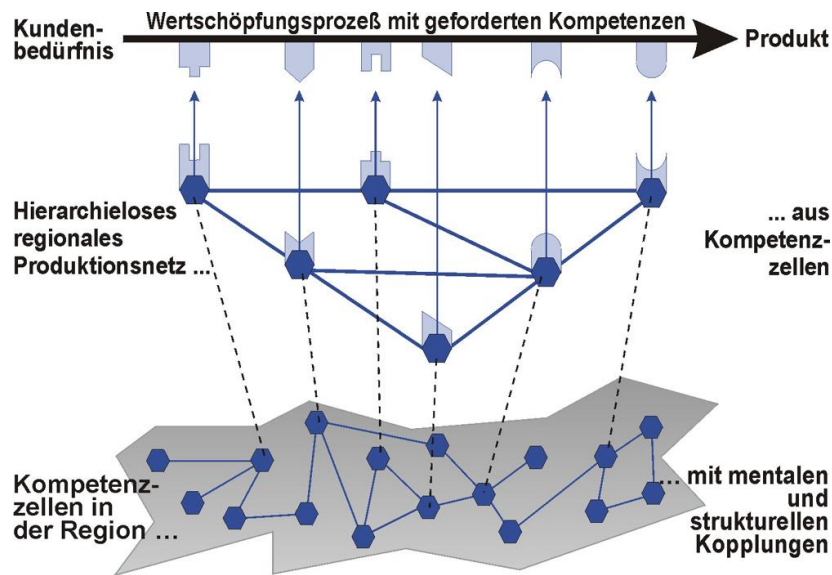 Wertschöpfungsprozeß mit geforderten Kompetenzen
Kunden-
bedürfnis
Produkt
Hierarchieloses
regionales
Produktionsnetz ...
... aus
Kompetenz-
zellen
Kompetenz-
zellen in
der Region ...
... mit mentalen
und
strukturellen
Kopplungen